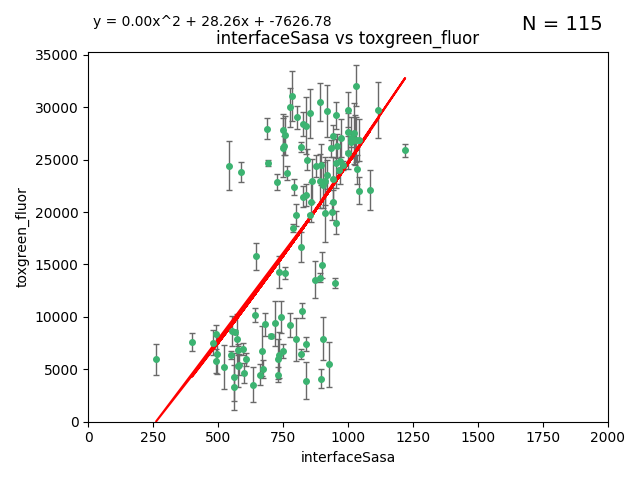 y = 0.00x^2 + 28.26x + -7626.78
N = 115
interfaceSasa vs toxgreen_fluor
35000
30000
25000
20000
15000
10000
5000
0
toxgreen_fluor
0 250 500 750 1000 1250 1500 1750 2000
interfaceSasa